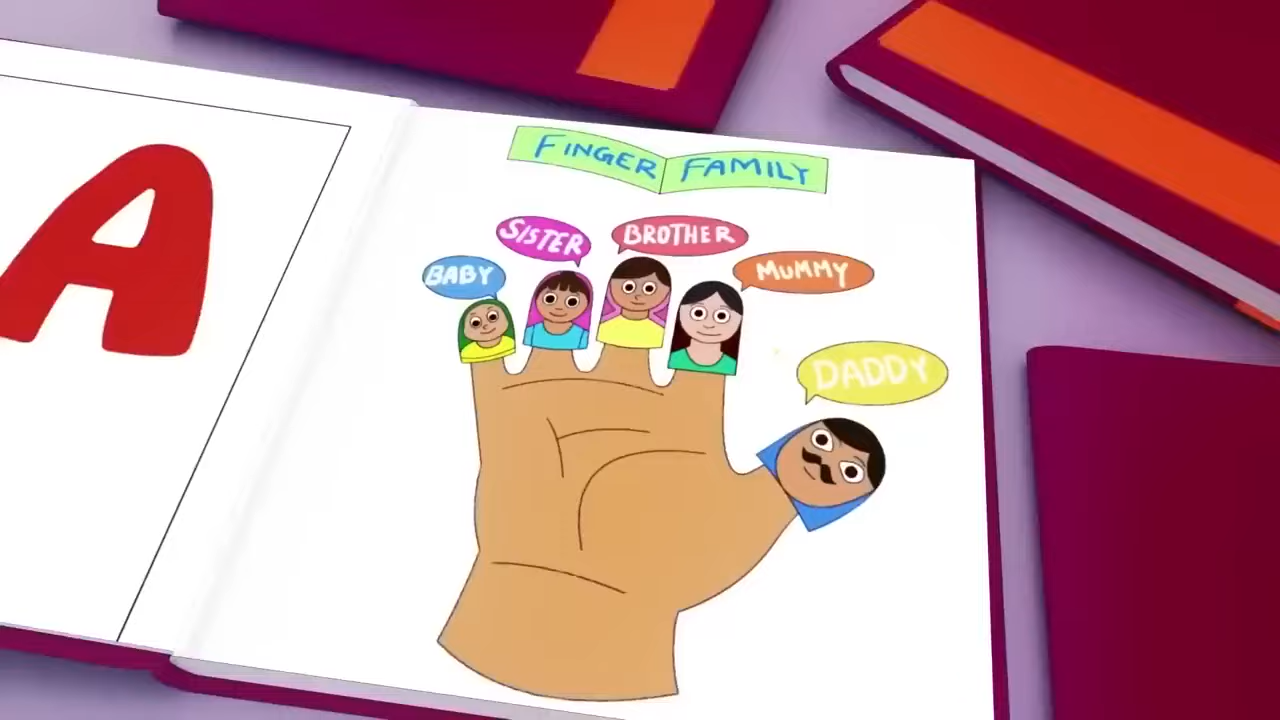 A
FINGER FAMILY
SISTER
BROTHER
BABY
MUMMY
DADDY